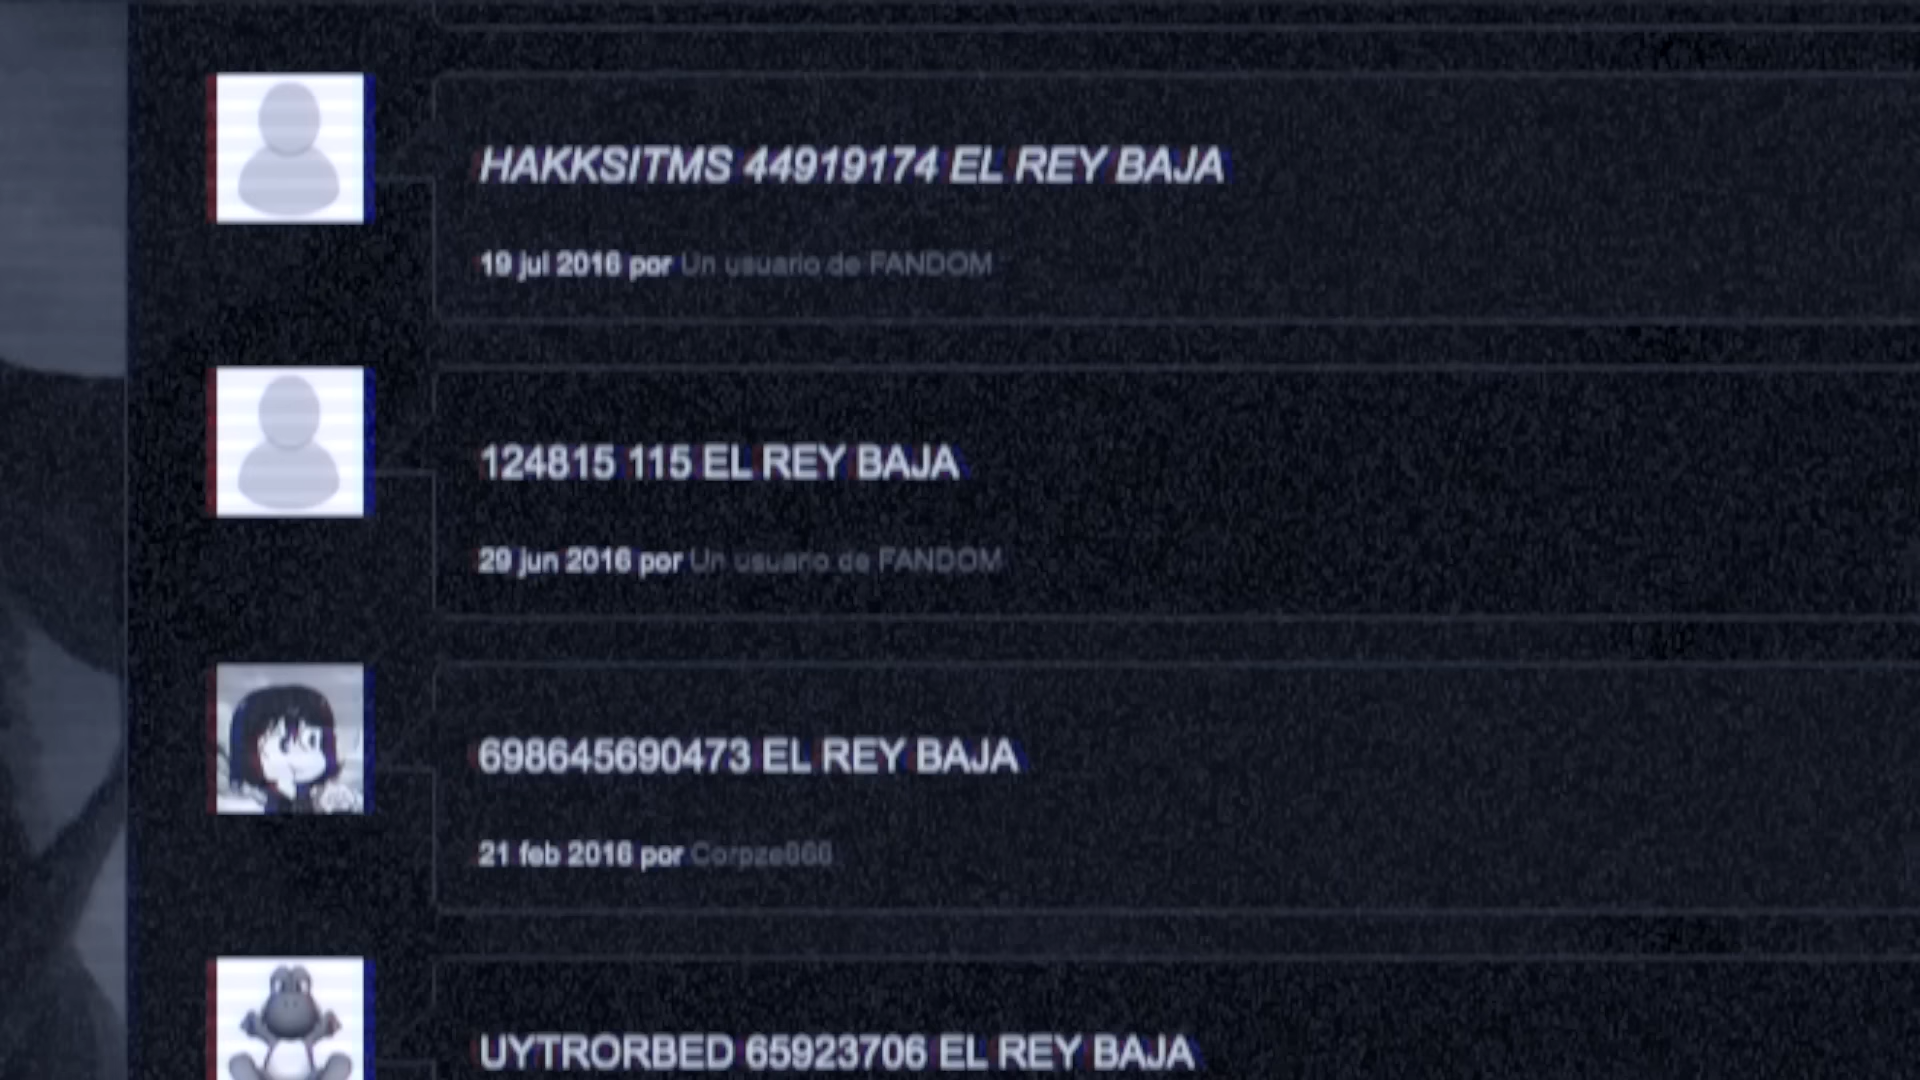 HAKKSITMS 44919174 EL REY BAJA
19 jul 2016 por Un usuario de FANDOM
124815 115 EL REY BAJA
29 jun 2016 por Un usuario de FANDOM
698645690473 EL REY BAJA
21 feb 2016 por Corpze666
UYTRORBED 65923706 EL REY BAJA